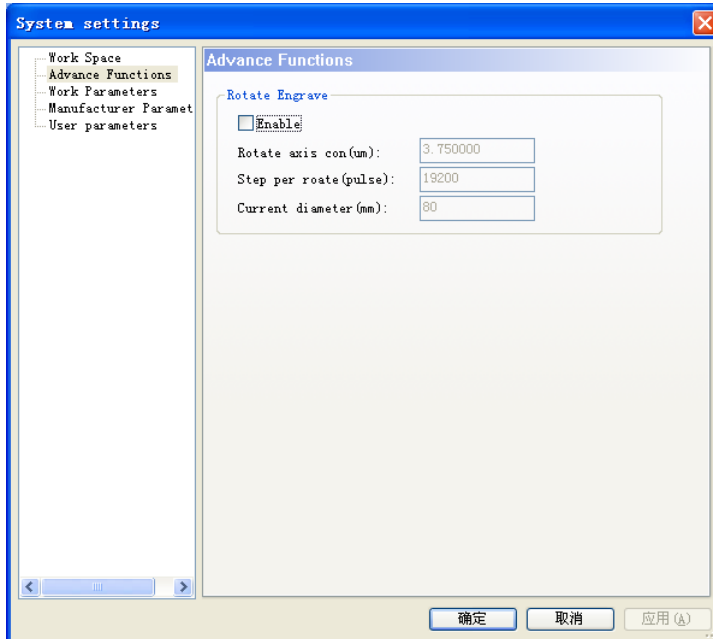 System settings
Work Space
Advance Functions
Work Parameters
Manufacturer Paramet
User parameters
Advance Functions
Rotate Engrave
Enable
Rotate axis con(um):
3.750000
Step per roate(pulse):
19200
Current diameter(mm):
80
确定
取消
应用(A)